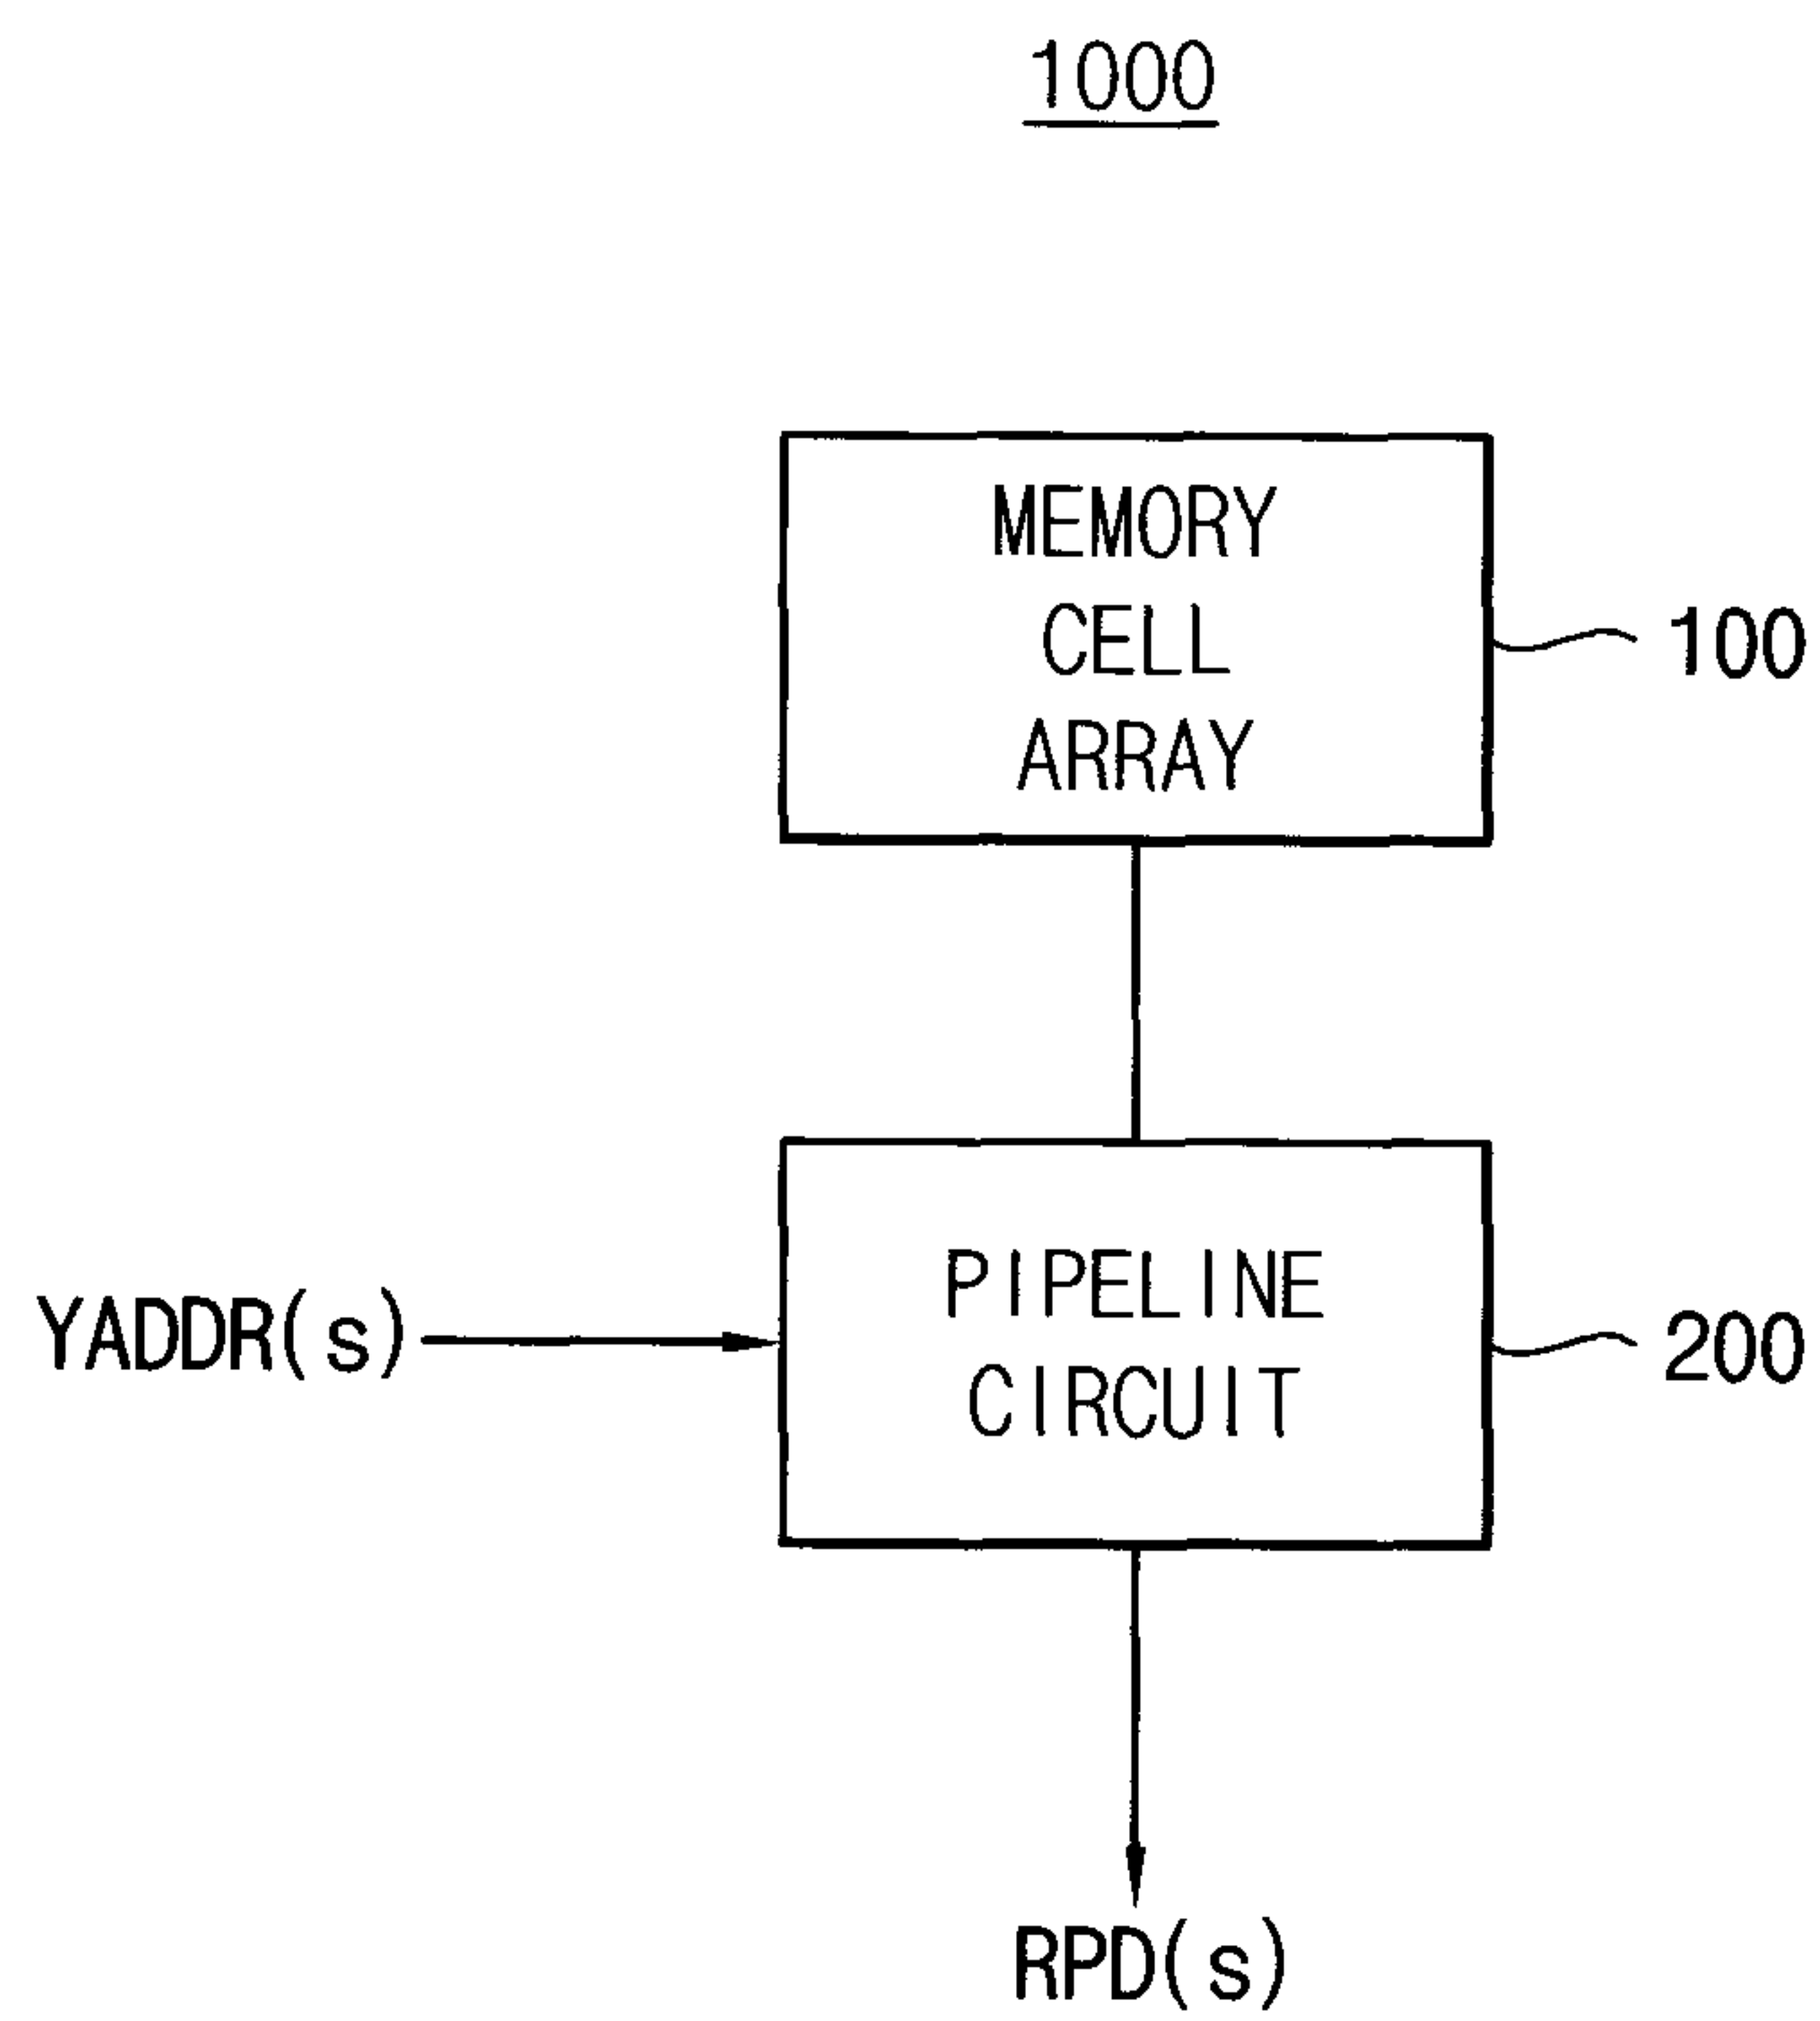 1000
MEMORY
CELL
ARRAY
100
PIPELINE
CIRCUIT
YADDR(s)
200
RPD(s)